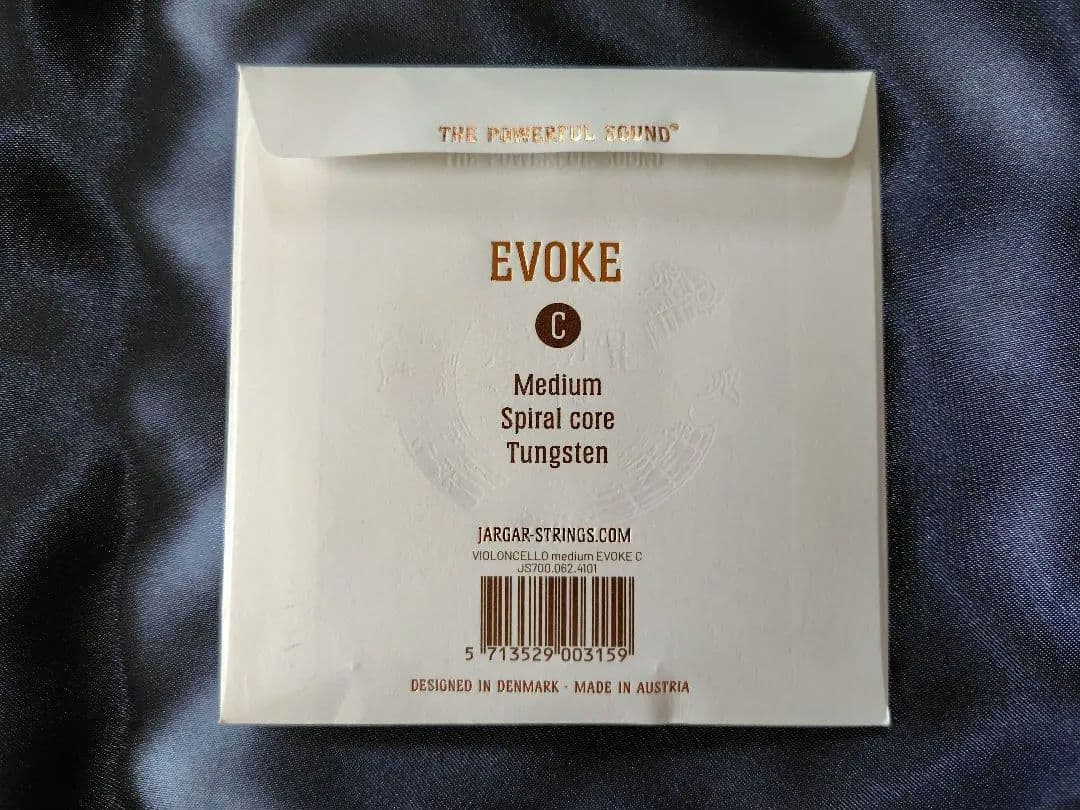 THE POWERFUL SOUND®
EVOKE
C
Medium
Spiral core
Tungsten
JARGAR-STRINGS.COM
VIOLONCELLO medium EVOKE C
JS700.062.4101
5 713529 003159
DESIGNED IN DENMARK · MADE IN AUSTRIA